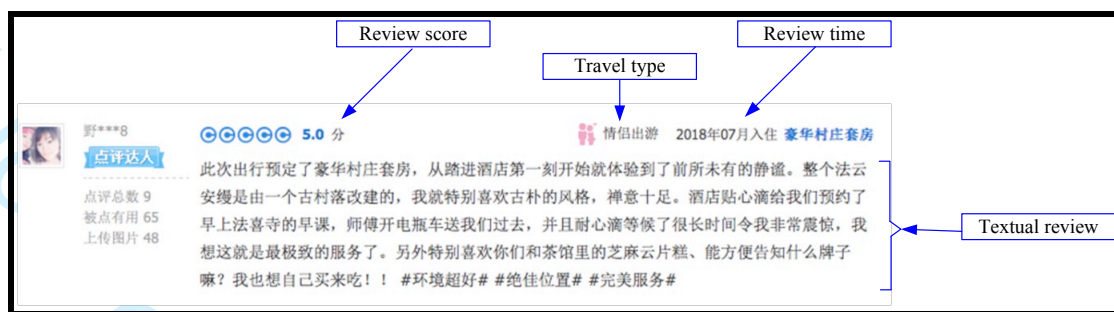 Review score
Review time
Travel type
野***8
5.0 分
情侣出游 2018年07月入住 豪华村庄套房
点评达人
点评总数 9
被点有用 65
上传图片 48
此次出行预定了豪华村庄套房，从踏进酒店第一刻开始就体验到了前所未有的静谧。整个法云
安缦是由一个古村落改建的，我就特别喜欢古朴的风格，禅意十足。酒店贴心滴给我们预约了
早上法喜寺的早课，师傅开电瓶车送我们过去，并且耐心滴等候了很长时间令我非常震惊，我
想这就是最极致的服务了。另外特别喜欢你们和茶馆里的芝麻云片糕、能方便告知什么牌子
嘛？我也想自己买来吃！！ #环境超好# #绝佳位置# #完美服务#
Textual review